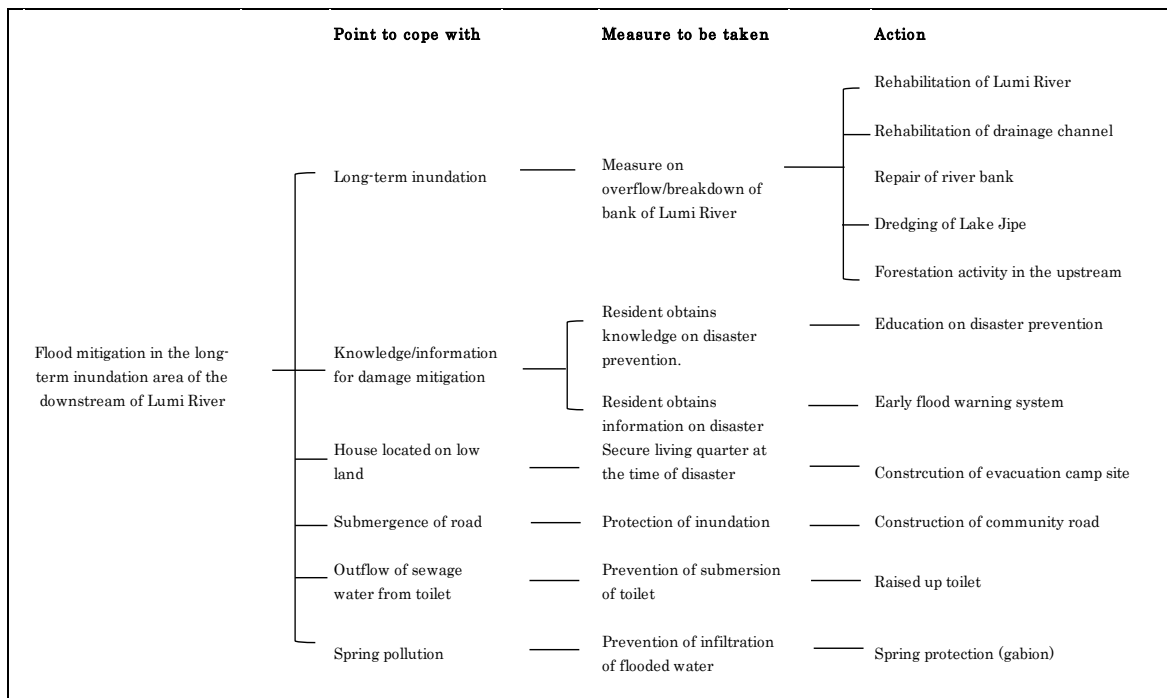 Point to cope with
Measure to be taken
Action
Rehabilitation of Lumi River
Rehabilitation of drainage channel
Long-term inundation
Measure on
overflow/breakdown of
bank of Lumi River
Repair of river bank
Dredging of Lake Jipe
Forestation activity in the upstream
Flood mitigation in the long-
term inundation area of the
downstream of Lumi River
Knowledge/information
for damage mitigation
Resident obtains
knowledge on disaster
prevention.
Education on disaster prevention
Resident obtains
information on disaster
Early flood warning system
House located on low
land
Secure living quarter at
the time of disaster
Constrcution of evacuation camp site
Submergence of road
Protection of inundation
Construction of community road
Outflow of sewage
water from toilet
Prevention of submersion
of toilet
Raised up toilet
Spring pollution
Prevention of infiltration
of flooded water
Spring protection (gabion)